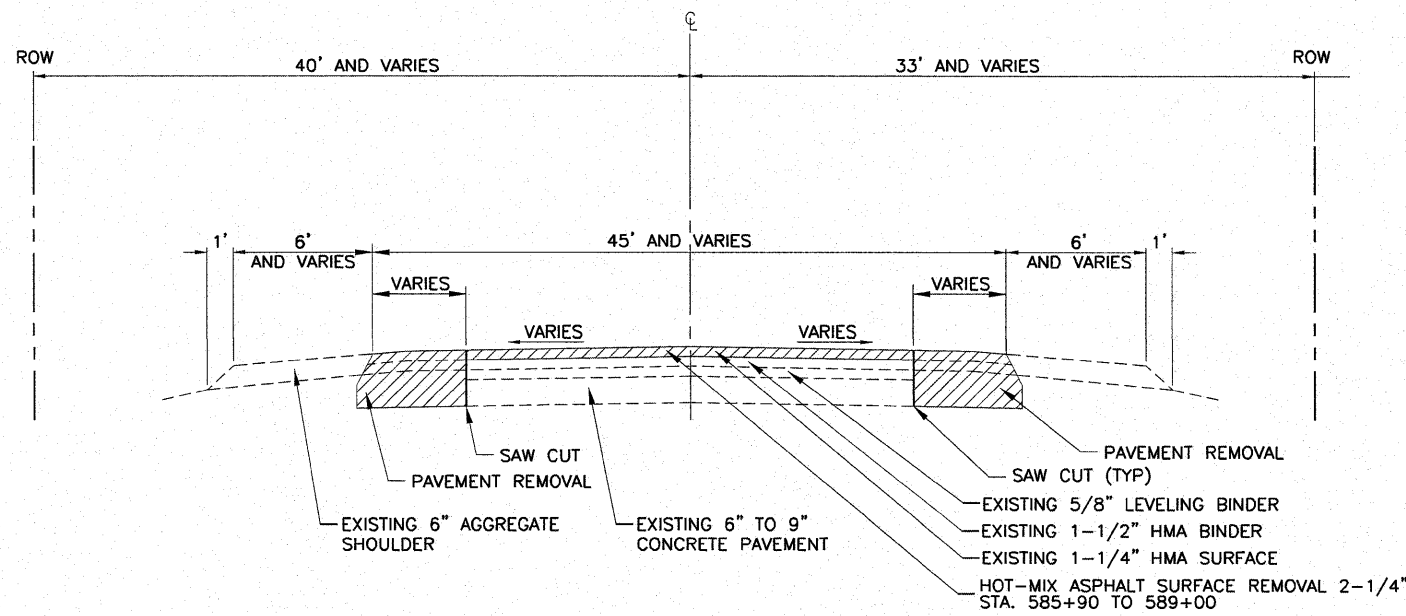 ℄
ROW
40' AND VARIES
33' AND VARIES
ROW
1'
6'
AND VARIES
45' AND VARIES
6'
AND VARIES
1'
VARIES
VARIES
VARIES
VARIES
SAW CUT
PAVEMENT REMOVAL
EXISTING 6" AGGREGATE
SHOULDER
EXISTING 6" TO 9"
CONCRETE PAVEMENT
PAVEMENT REMOVAL
SAW CUT (TYP)
EXISTING 5/8" LEVELING BINDER
EXISTING 1-1/2" HMA BINDER
EXISTING 1-1/4" HMA SURFACE
HOT-MIX ASPHALT SURFACE REMOVAL 2-1/4"
STA. 585+90 TO 589+00